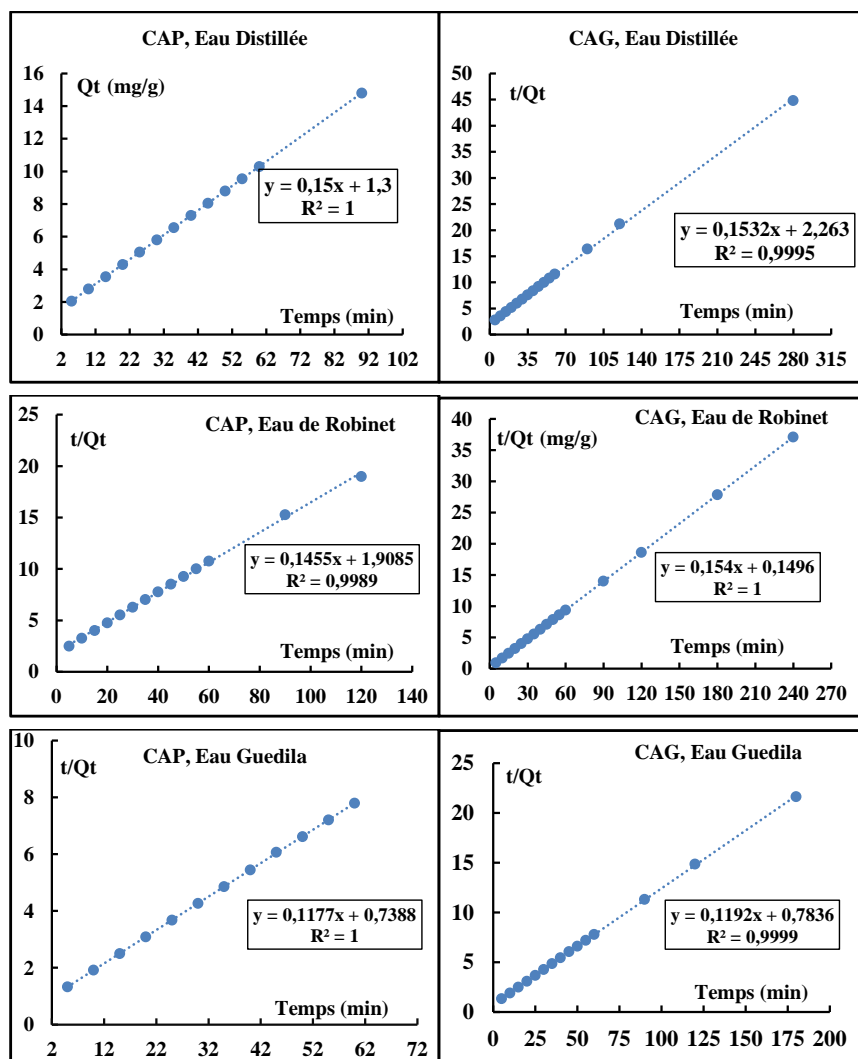 CAP, Eau Distillée
Qt (mg/g)
16
14
12
10
8
6
4
2
0
y = 0,15x + 1,3
R² = 1
Temps (min)
2 12 22 32 42 52 62 72 82 92 102
CAG, Eau Distillée
t/Qt
50
45
40
35
30
25
20
15
10
5
0
y = 0,1532x + 2,263
R² = 0,9995
Temps (min)
0 35 70 105 140 175 210 245 280 315
CAP, Eau de Robinet
t/Qt
25
20
15
10
5
0
y = 0,1455x + 1,9085
R² = 0,9989
Temps (min)
0 20 40 60 80 100 120 140
CAG, Eau de Robinet
t/Qt (mg/g)
40
35
30
25
20
15
10
5
0
y = 0,154x + 0,1496
R² = 1
Temps (min)
0 30 60 90 120 150 180 210 240 270
CAP, Eau Guedila
t/Qt
10
8
6
4
2
0
y = 0,1177x + 0,7388
R² = 1
Temps (min)
2 12 22 32 42 52 62 72
CAG, Eau Guedila
t/Qt
25
20
15
10
5
0
y = 0,1192x + 0,7836
R² = 0,9999
Temps (min)
0 25 50 75 100 125 150 175 200